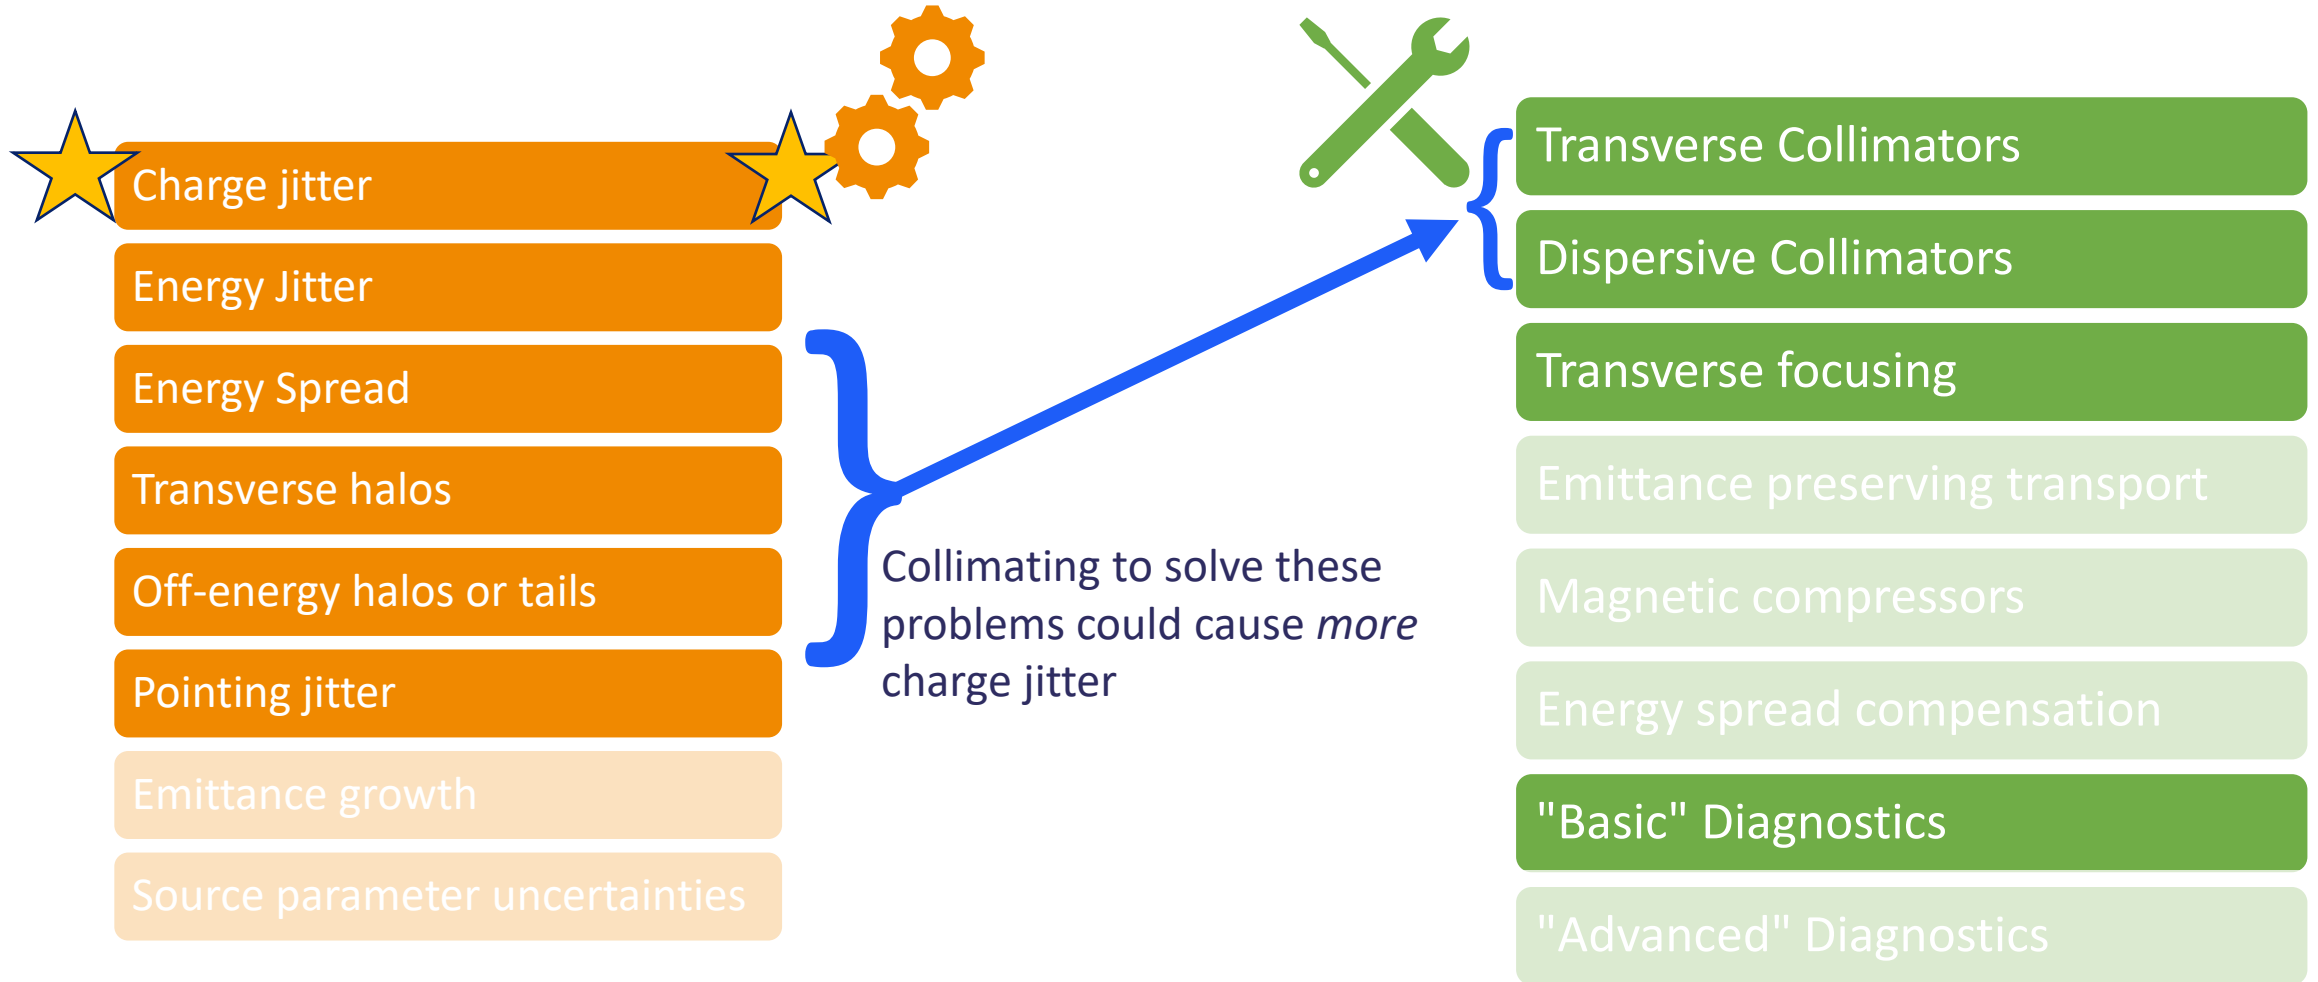 Charge jitter
Energy Jitter
Energy Spread
Transverse halos
Off-energy halos or tails
Pointing jitter
Emittance growth
Source parameter uncertainties
Collimating to solve these
problems could cause more
charge jitter
Transverse Collimators
Dispersive Collimators
Transverse focusing
Emittance preserving transport
Magnetic compressors
Energy spread compensation
"Basic" Diagnostics
"Advanced" Diagnostics